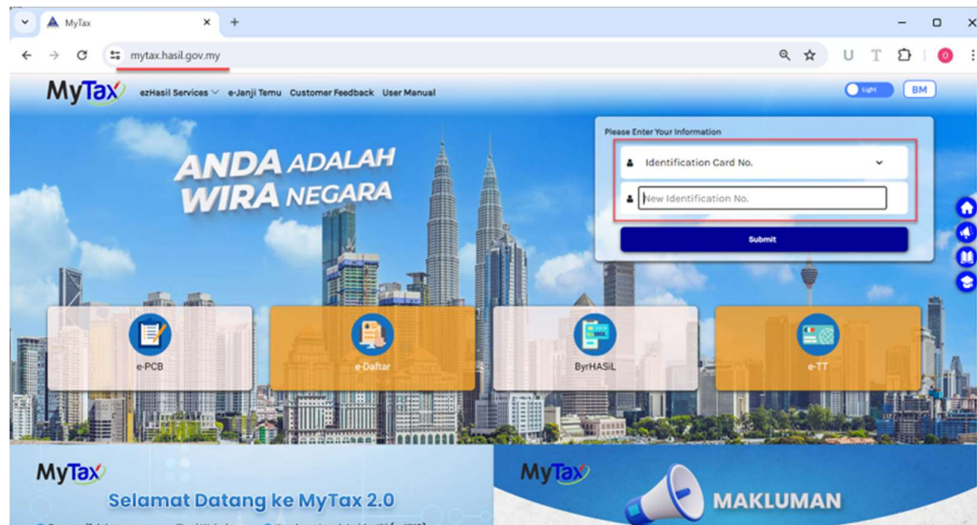 MyTax
mytax.hasil.gov.my
U T O
MyTax ezHasil Services e-Janji Temu Customer Feedback User Manual Light BM
Please Enter Your Information
ANDA ADALAH
WIRA NEGARA
Identification Card No.
New Identification No.
Submit
e-PCB e-Daftar ByrHASiL e-TT
MyTax MyTax
Selamat Datang ke MyTax 2.0 MAKLUMAN